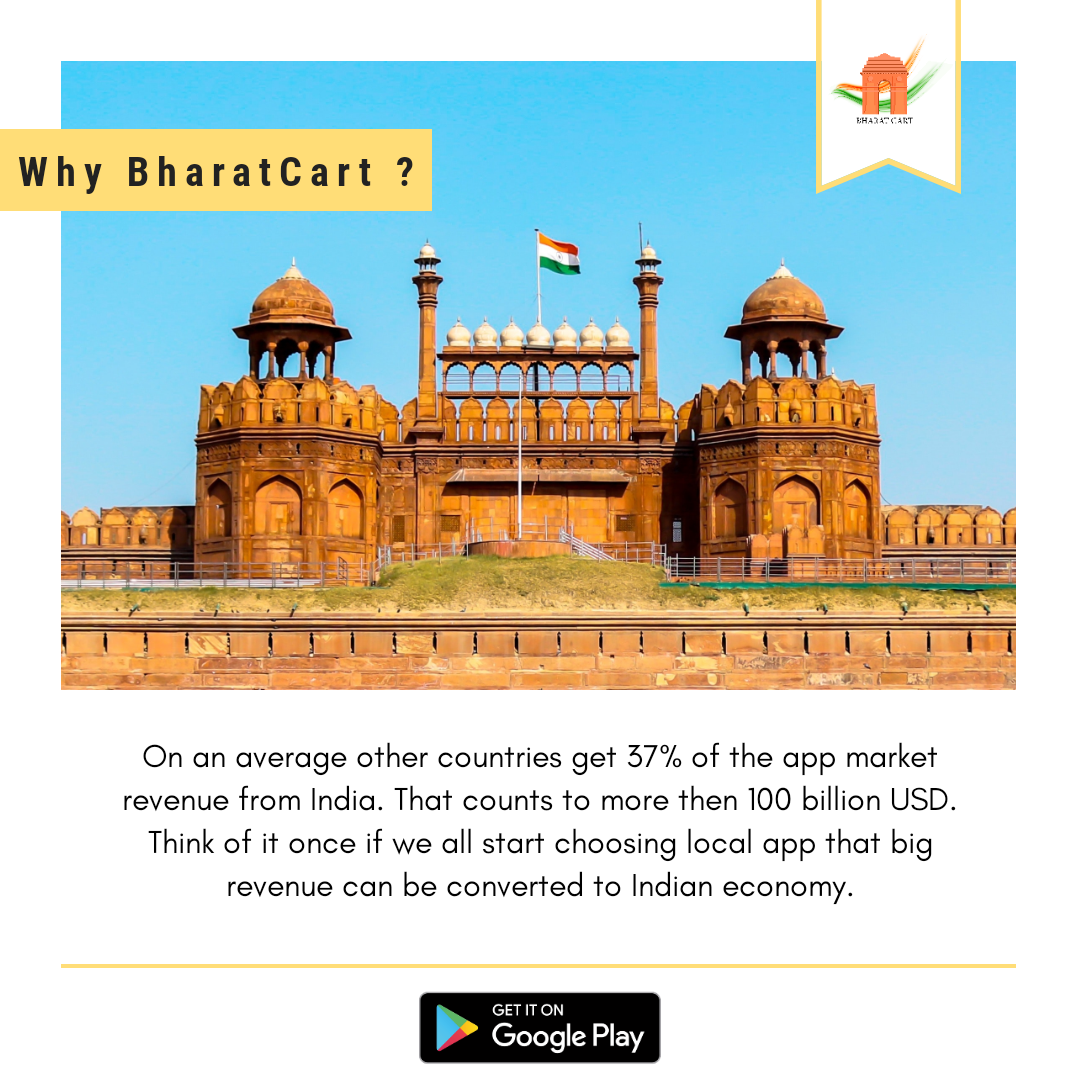 BHARAT CART
Why BharatCart ?
On an average other countries get 37% of the app market
revenue from India. That counts to more then 100 billion USD.
Think of it once if we all start choosing local app that big
revenue can be converted to Indian economy.
GET IT ON
Google Play